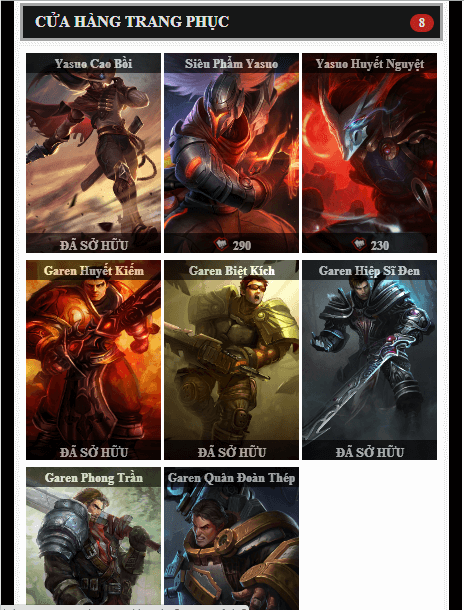 CỬA HÀNG TRANG PHỤC
8
Yasuo Cao Bồi
Siêu Phẩm Yasuo
Yasuo Huyết Nguyệt
ĐÃ SỞ HỮU
290
230
Garen Huyết Kiếm
Garen Biệt Kích
Garen Hiệp Sĩ Đen
ĐÃ SỞ HỮU
ĐÃ SỞ HỮU
ĐÃ SỞ HỮU
Garen Phong Trần
Garen Quân Đoàn Thép